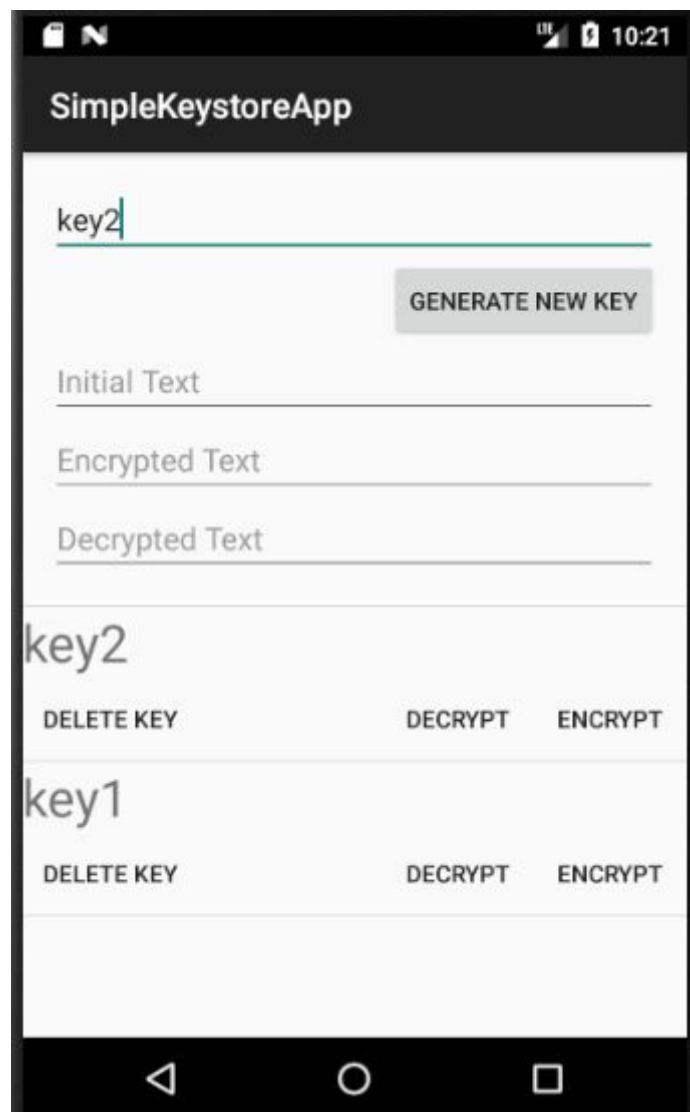 LTE 10:21
SimpleKeystoreApp
key2
GENERATE NEW KEY
Initial Text
Encrypted Text
Decrypted Text
key2
DELETE KEY DECRYPT ENCRYPT
key1
DELETE KEY DECRYPT ENCRYPT